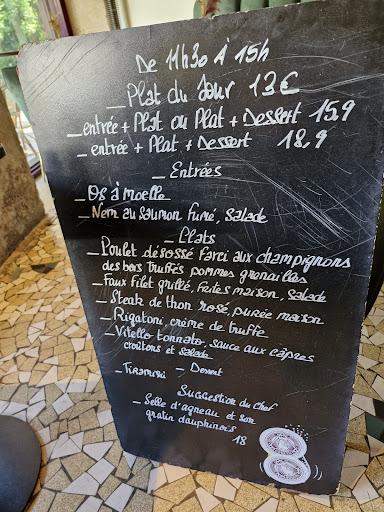 De 11h30 à 15h
_ Plat du Jour 13€
_ entrée + Plat ou Plat + Dessert 15,9
_ entrée + Plat + Dessert 18,9
_ Entrées
_ Os à moelle
_ Nem au saumon fumé, salade
_ Plats
_ Poulet désossé farci aux champignons
des bois truffés pommes grenailles
_ Faux filet grillé, frites maison, salade
_ Steak de thon rosé, purée maison
_ Rigatoni, crème de truffe
_ Vitello tonnato, sauce aux câpres
croûtons et salade
_ Tiramisu _ Dessert
Suggestion du chef
_ Selle d'agneau et son
gratin dauphinois
18